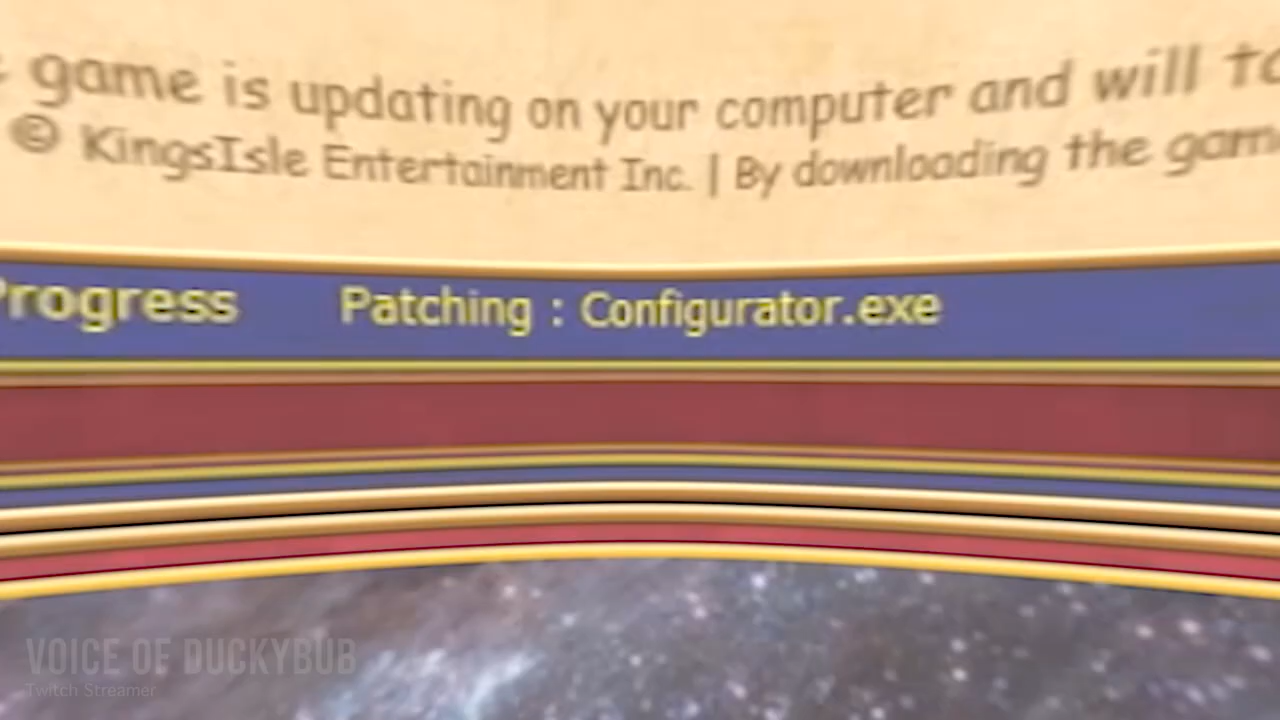 game is updating on your computer and will
© KingsIsle Entertainment Inc. | By downloading the
Progress Patching : Configurator.exe
VOICE OF DUCKYBUB
Twitch Streamer